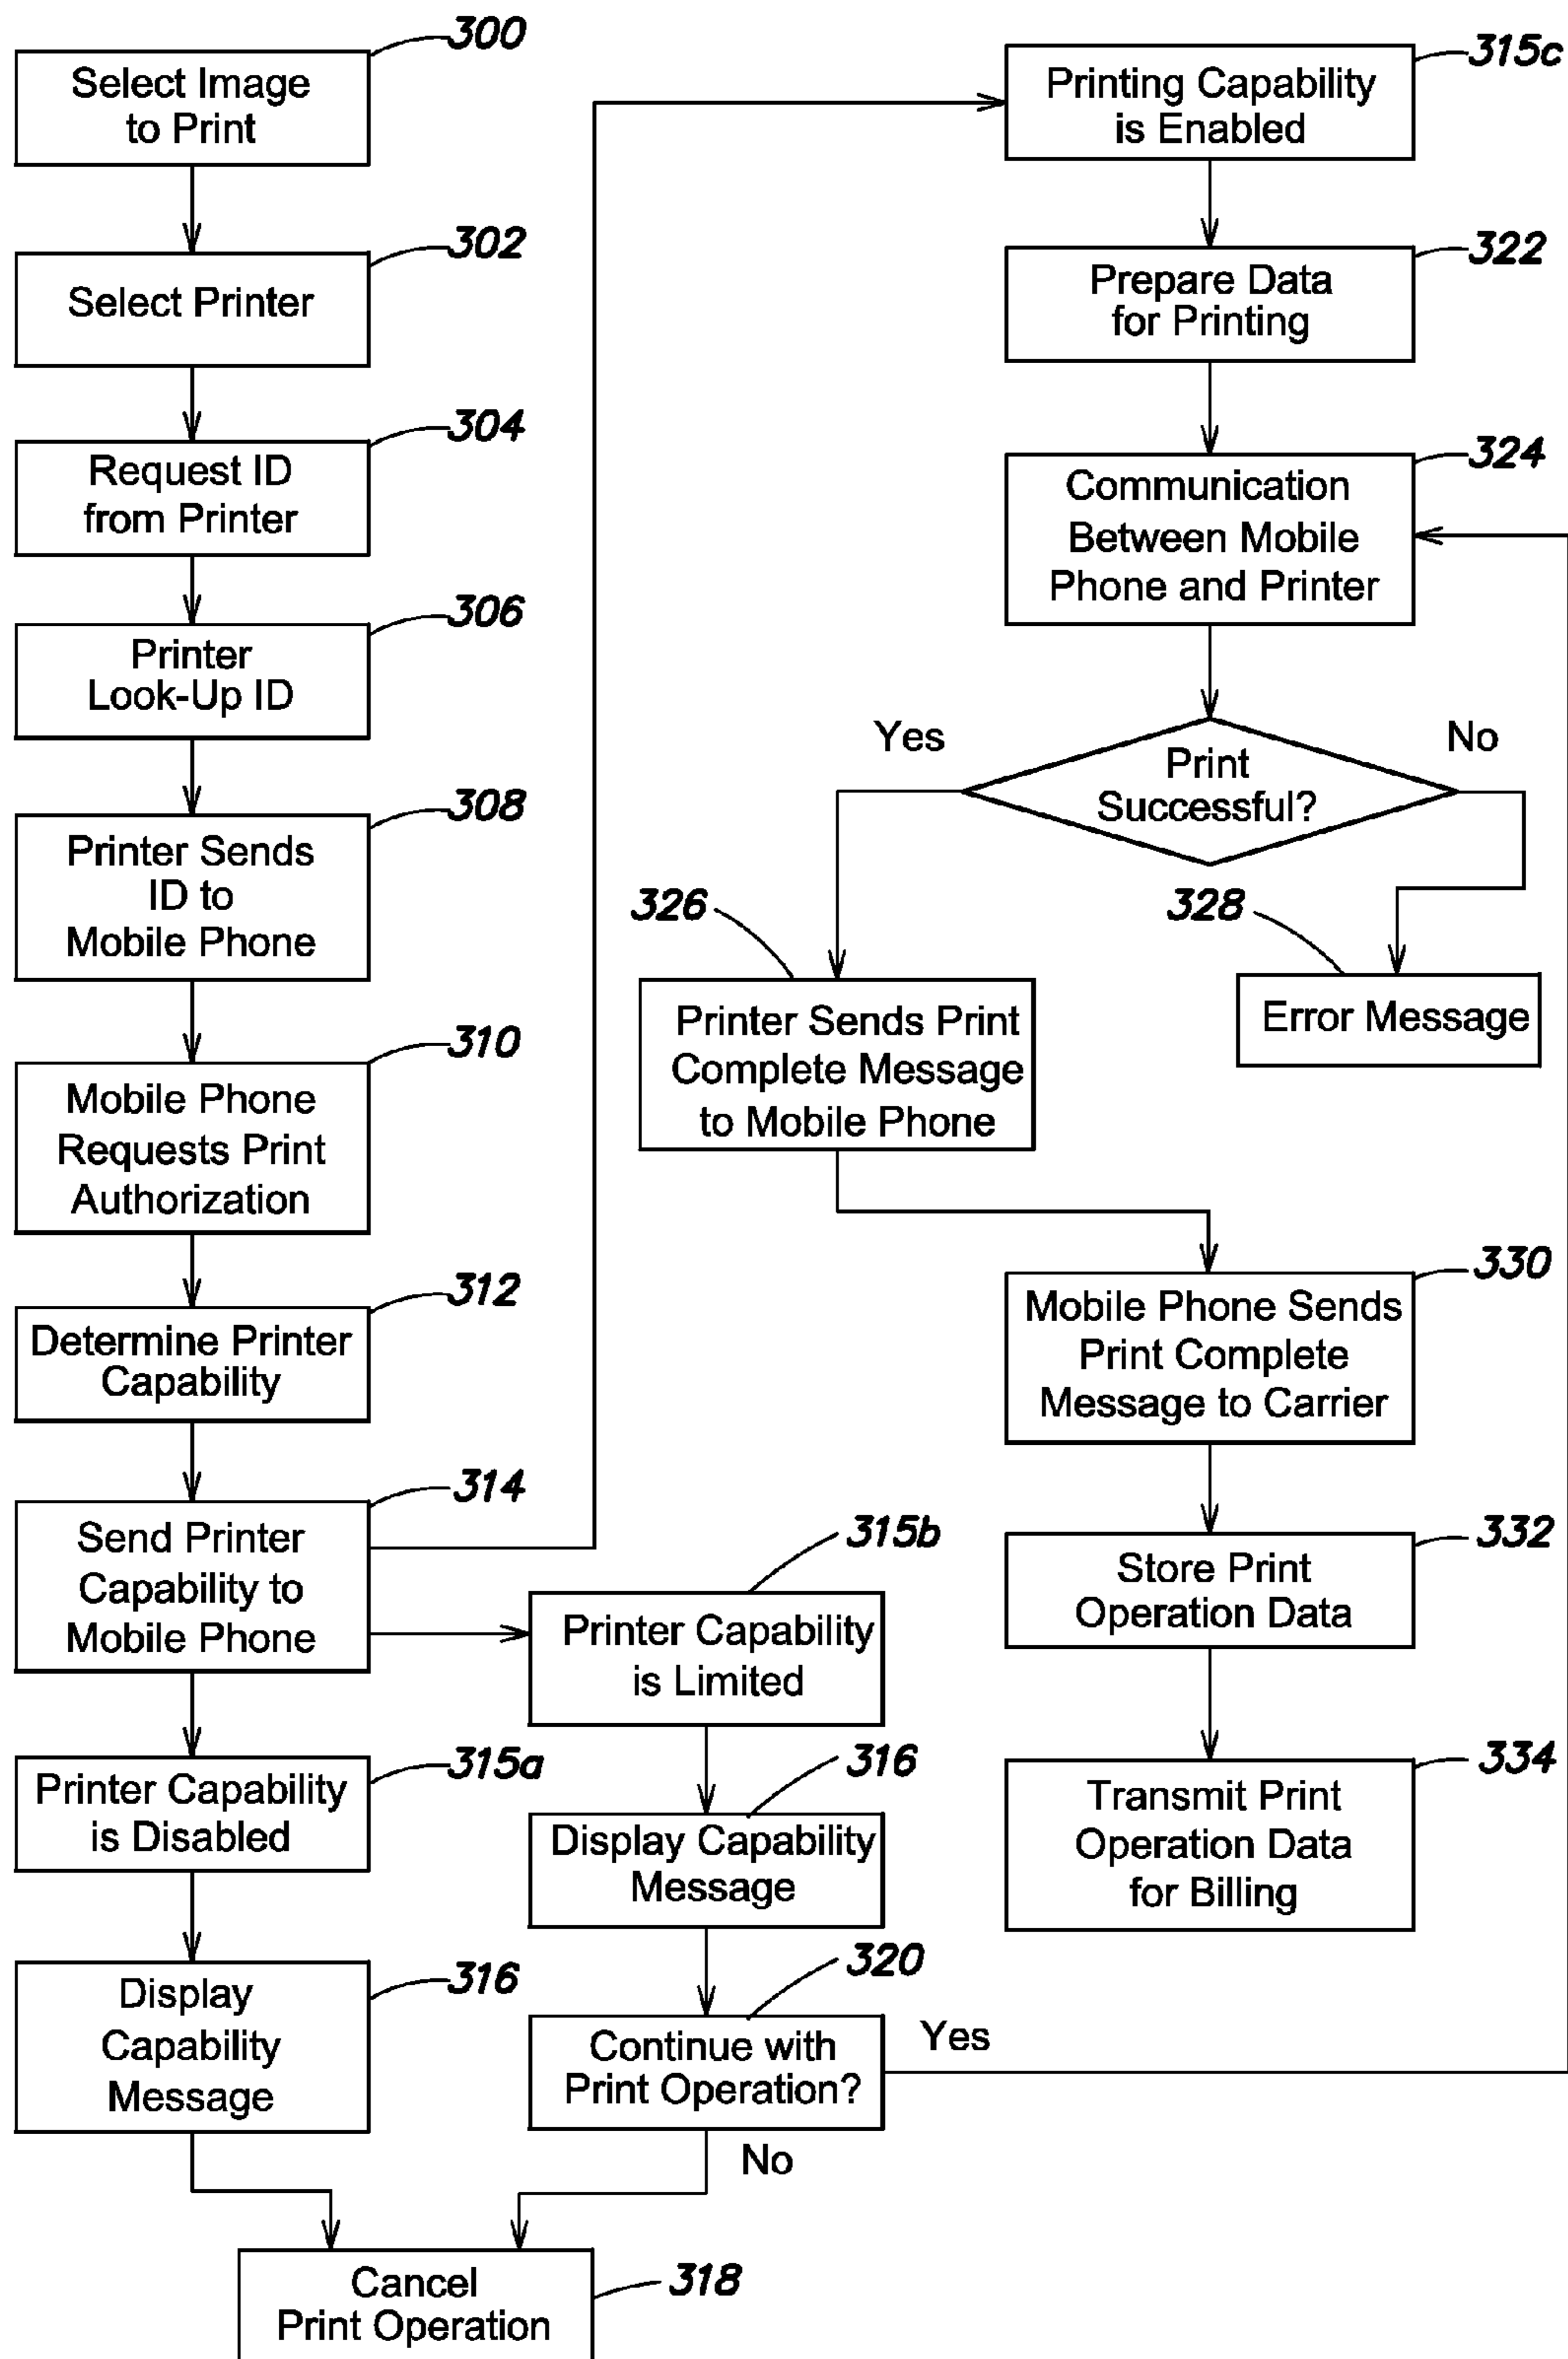 300
Select Image
to Print
302
Select Printer
304
Request ID
from Printer
306
Printer
Look-Up ID
308
Printer Sends
ID to
Mobile Phone
310
Mobile Phone
Requests Print
Authorization
312
Determine Printer
Capability
314
Send Printer
Capability to
Mobile Phone
315a
Printer Capability
is Disabled
316
Display
Capability
Message
315b
Printer Capability
is Limited
316
Display Capability
Message
320
Continue with
Print Operation?
Yes
No
318
Cancel
Print Operation
315c
Printing Capability
is Enabled
322
Prepare Data
for Printing
324
Communication
Between Mobile
Phone and Printer
Yes
No
Print
Successful?
326
Printer Sends Print
Complete Message
to Mobile Phone
328
Error Message
330
Mobile Phone Sends
Print Complete
Message to Carrier
332
Store Print
Operation Data
334
Transmit Print
Operation Data
for Billing